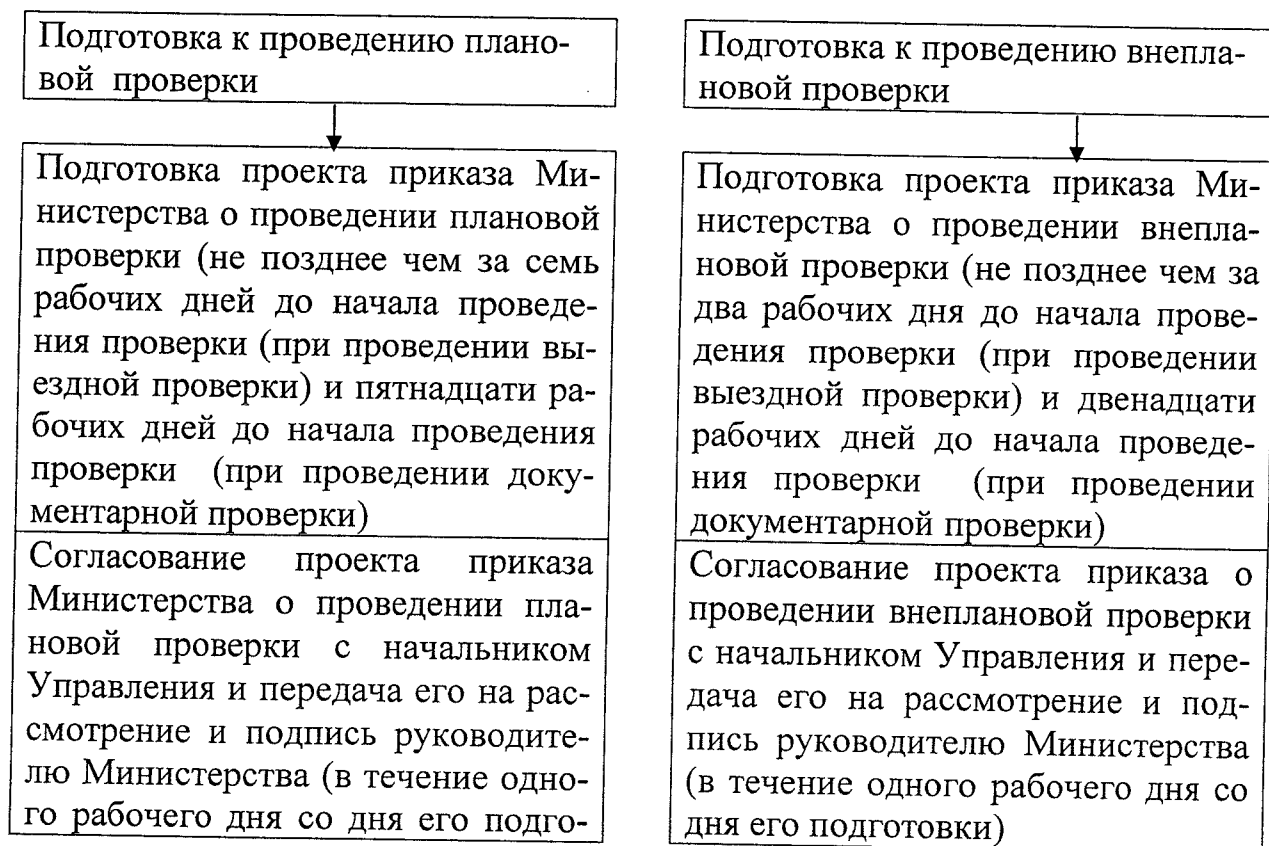 Подготовка к проведению плано-
вой проверки
Подготовка проекта приказа Ми-
нистерства о проведении плановой
проверки (не позднее чем за семь
рабочих дней до начала проведе-
ния проверки (при проведении вы-
ездной проверки) и пятнадцати ра-
бочих дней до начала проведения
проверки (при проведении доку-
ментарной проверки)
Согласование проекта приказа
Министерства о проведении пла-
новой проверки с начальником
Управления и передача его на рас-
смотрение и подпись руководите-
лю Министерства (в течение одно-
го рабочего дня со дня его подго-
Подготовка к проведению внепла-
новой проверки
Подготовка проекта приказа Ми-
нистерства о проведении внепла-
новой проверки (не позднее чем за
два рабочих дня до начала прове-
дения проверки (при проведении
выездной проверки) и двенадцати
рабочих дней до начала проведе-
ния проверки (при проведении
документарной проверки)
Согласование проекта приказа о
проведении внеплановой проверки
с начальником Управления и пере-
дача его на рассмотрение и под-
пись руководителю Министерства
(в течение одного рабочего дня со
дня его подготовки)